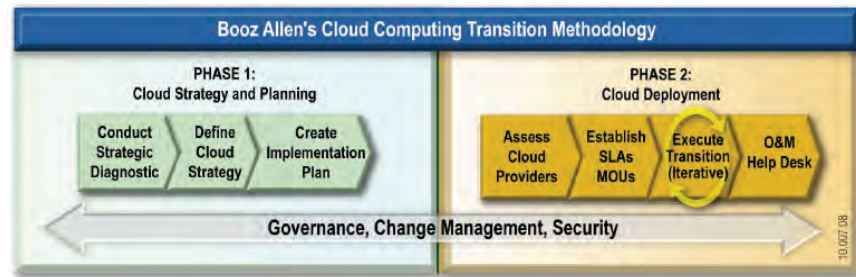 Booz Allen's Cloud Computing Transition Methodology
PHASE 1:
Cloud Strategy and Planning
Conduct
Strategic
Diagnostic
Define
Cloud
Strategy
Create
Implementation
Plan
PHASE 2:
Cloud Deployment
Assess
Cloud
Providers
Establish
SLAs
MOUs
Execute
Transition
(Iterative)
O&M
Help Desk
Governance, Change Management, Security
10.007.08